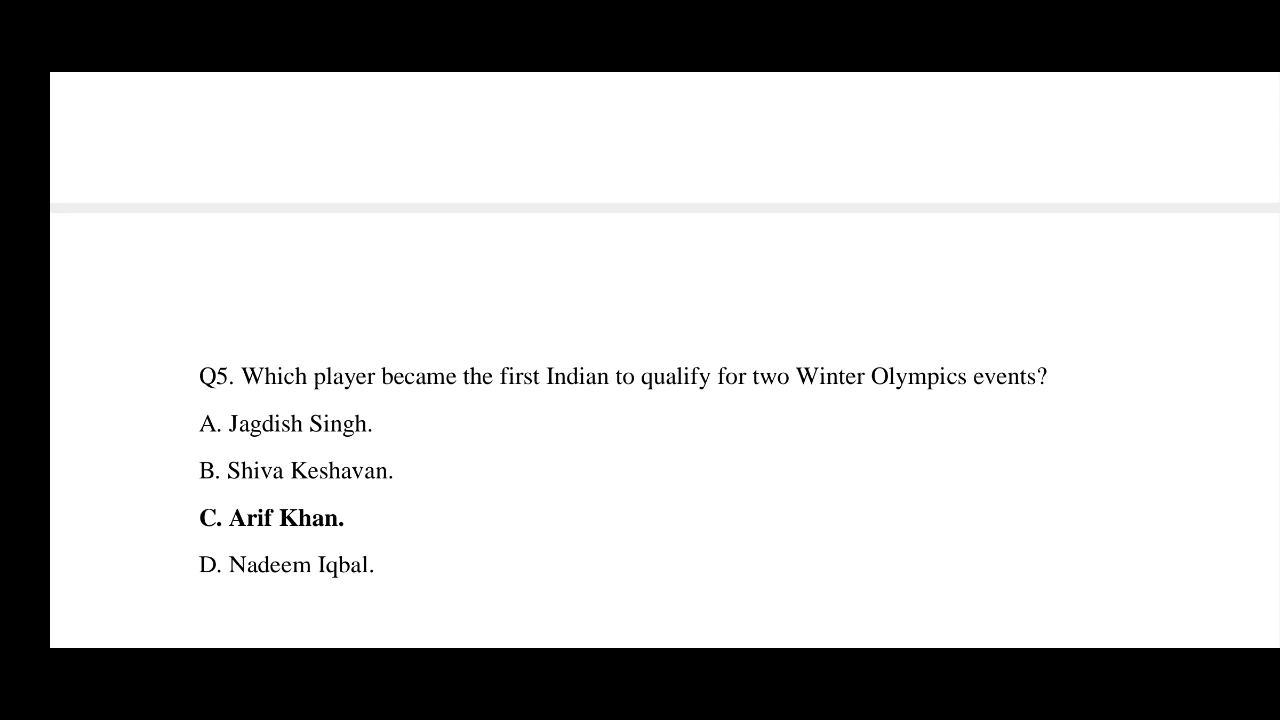 Q5. Which player became the first Indian to qualify for two Winter Olympics events?
A. Jagdish Singh.
B. Shiva Keshavan.
C. Arif Khan.
D. Nadeem Iqbal.